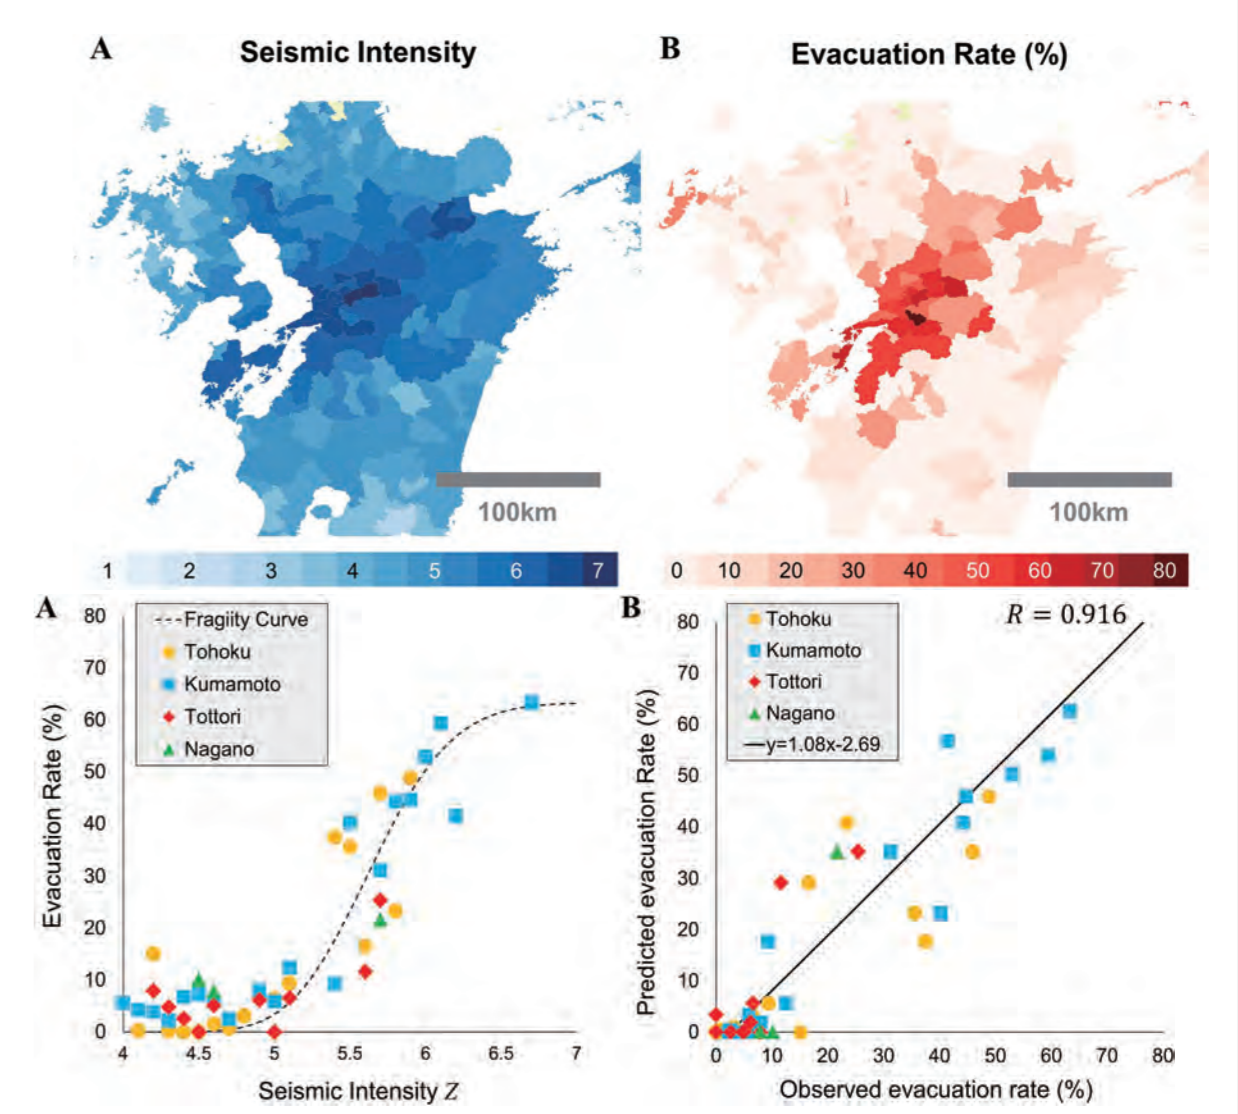 A Seismic Intensity
B Evacuation Rate (%)
100km
100km
1 2 3 4 5 6 7
0 10 20 30 40 50 60 70 80
A
80
70
60
50
40
30
20
10
0
Evacuation Rate (%)
Fragiity Curve
Tohoku
Kumamoto
Tottori
Nagano
4 4.5 5 5.5 6 6.5 7
Seismic Intensity Z
B
80
70
60
50
40
30
20
10
0
Predicted evacuation Rate (%)
Tohoku
Kumamoto
Tottori
Nagano
y=1.08x-2.69
R = 0.916
0 10 20 30 40 50 60 70 80
Observed evacuation rate (%)